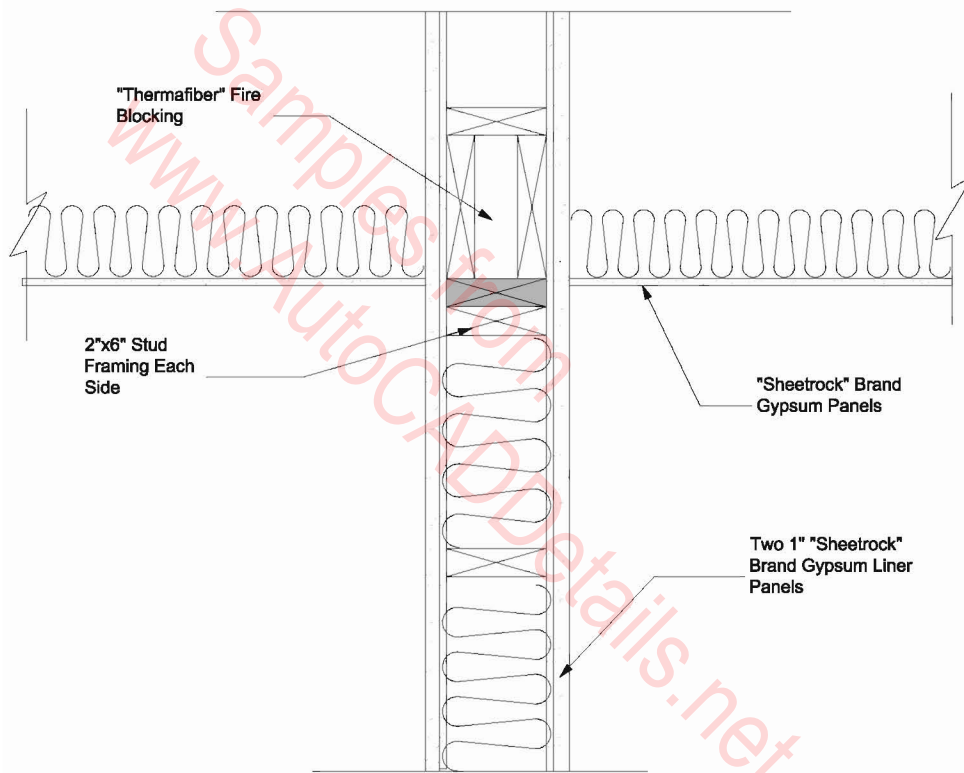 "Thermafiber" Fire
Blocking
2"x6" Stud
Framing Each
Side
"Sheetrock" Brand
Gypsum Panels
Two 1" "Sheetrock"
Brand Gypsum Liner
Panels
Samples from
www.AutoCADDetails.net